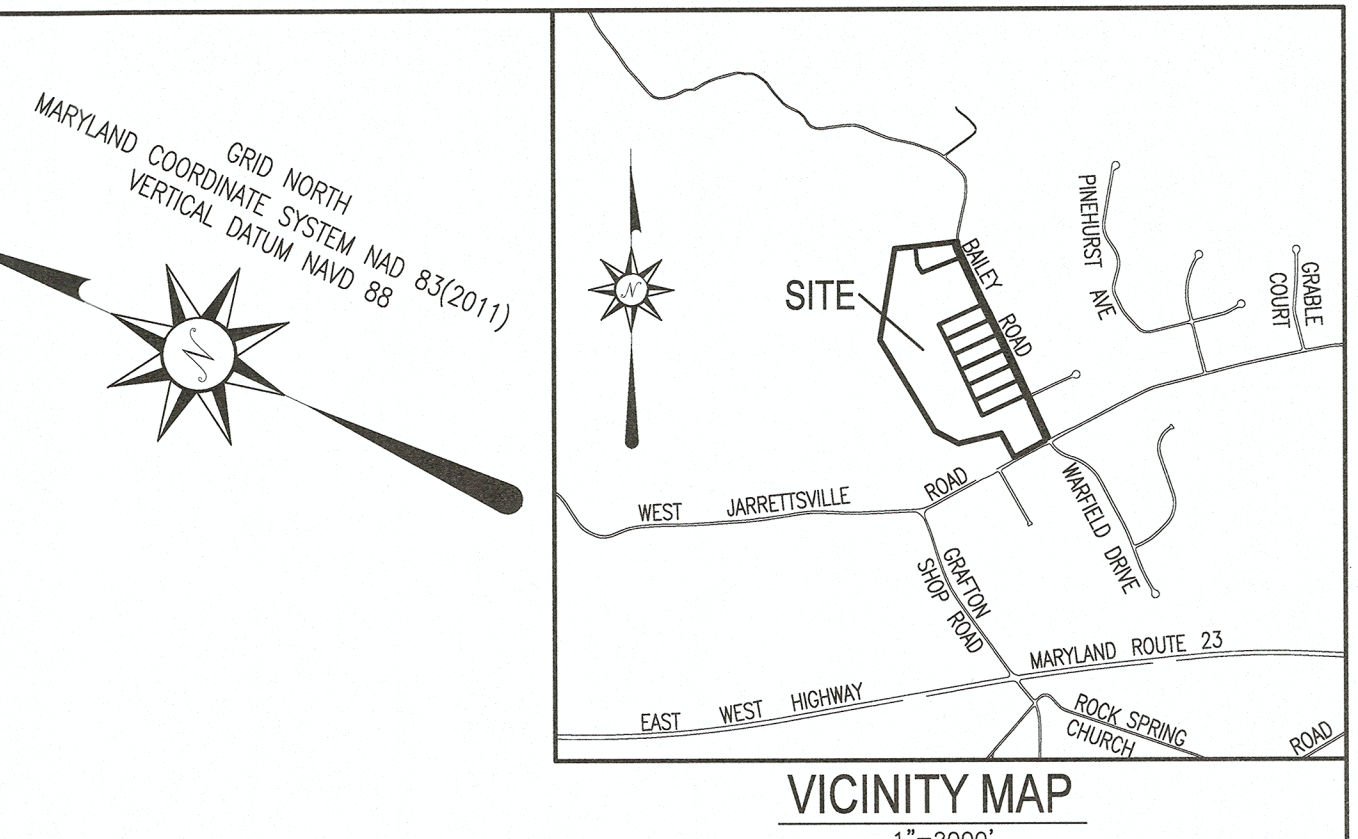 GRID NORTH
MARYLAND COORDINATE SYSTEM NAD 83(2011)
VERTICAL DATUM NAVD 88
N
N
SITE
BAILEY ROAD
PINEHURST AVE
GRABLE
COURT
WEST JARRETTSVILLE ROAD
WARFIELD DRIVE
GRAFTON
SHOP ROAD
MARYLAND ROUTE 23
EAST WEST HIGHWAY
ROCK SPRING
CHURCH
ROAD
VICINITY MAP